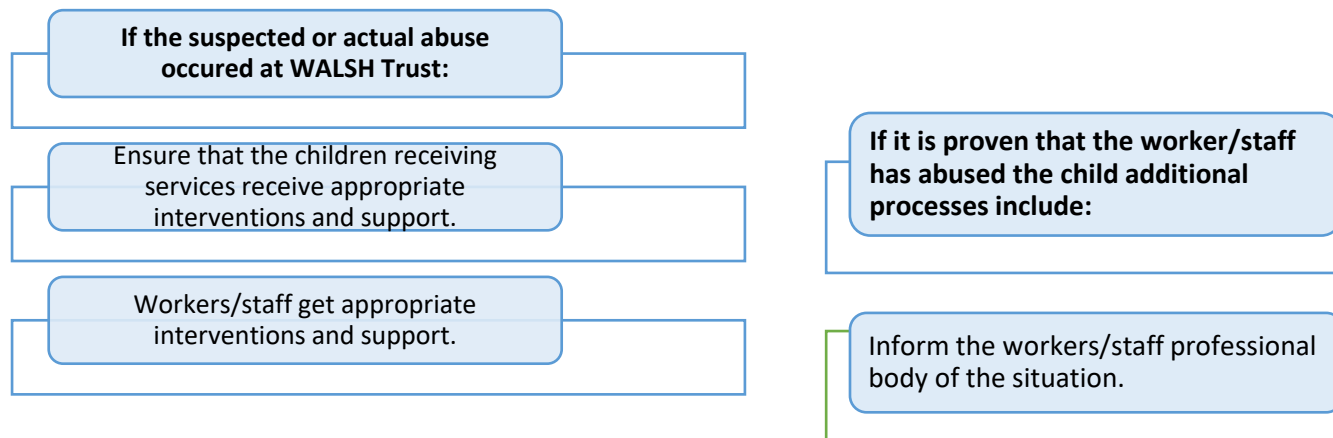 If the suspected or actual abuse
occured at WALSH Trust:
Ensure that the children receiving
services receive appropriate
interventions and support.
Workers/staff get appropriate
interventions and support.
If it is proven that the worker/staff
has abused the child additional
processes include:
Inform the workers/staff professional
body of the situation.